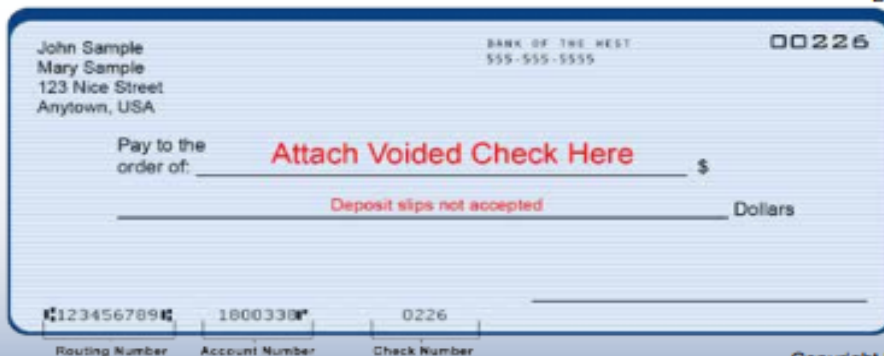 John Sample
Mary Sample
123 Nice Street
Anytown, USA
BANK OF THE WEST
555-555-5555
00226
Pay to the
order of: Attach Voided Check Here $
Deposit slips not accepted Dollars
⑆123456789⑆ 1800338⑈ 0226
Routing Number Account Number Check Number
Copyright